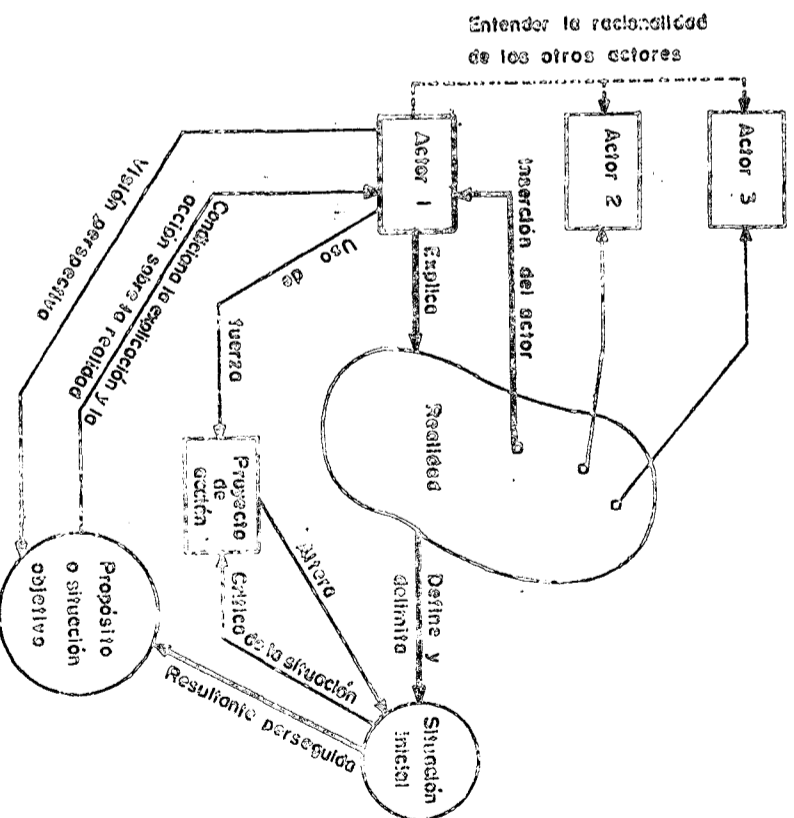 Entender la racionalidad
de los otros actores
Actor 1
Actor 2
Actor 3
Inserción del actor
Explica
Realidad
Uso de
fuerza
Visión perspectiva
Condiciona la explicación y la
acción sobre la realidad
Proyecto
de
acción
Altera
Crítica de la situación
Define y
delimita
Situación
inicial
Resultante perseguida
Propósito
o situación
objetivo